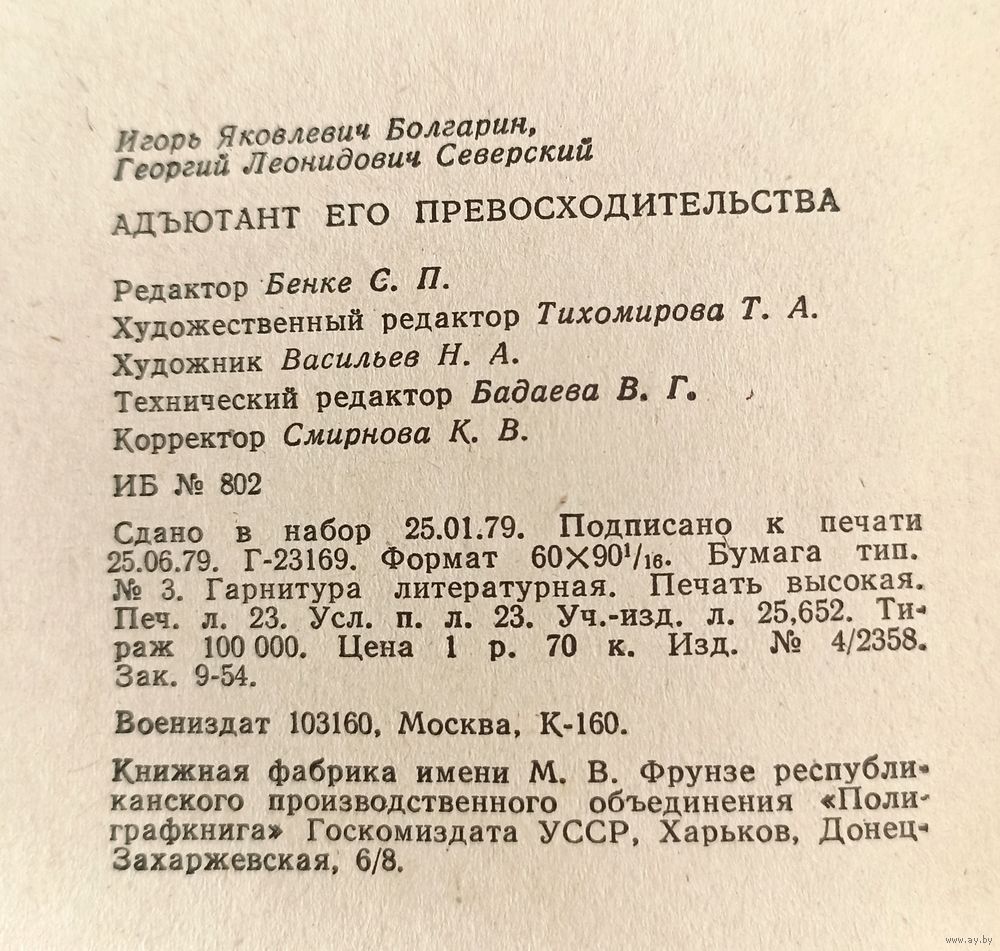 Игорь Яковлевич Болгарин,
Георгий Леонидович Северский
АДЪЮТАНТ ЕГО ПРЕВОСХОДИТЕЛЬСТВА
Редактор Бенке С. П.
Художественный редактор Тихомирова Т. А.
Художник Васильев Н. А.
Технический редактор Бадаева В. Г.
Корректор Смирнова К. В.
ИБ № 802
Сдано в набор 25.01.79. Подписано к печати
25.06.79. Г-23169. Формат 60×90¹/₁₆. Бумага тип.
№ 3. Гарнитура литературная. Печать высокая.
Печ. л. 23. Усл. п. л. 23. Уч.-изд. л. 25,652. Ти-
раж 100 000. Цена 1 р. 70 к. Изд. № 4/2358.
Зак. 9-54.
Воениздат 103160, Москва, К-160.
Книжная фабрика имени М. В. Фрунзе республи-
канского производственного объединения «Поли-
графкнига» Госкомиздата УССР, Харьков, Донец-
Захаржевская, 6/8.
www.ay.by